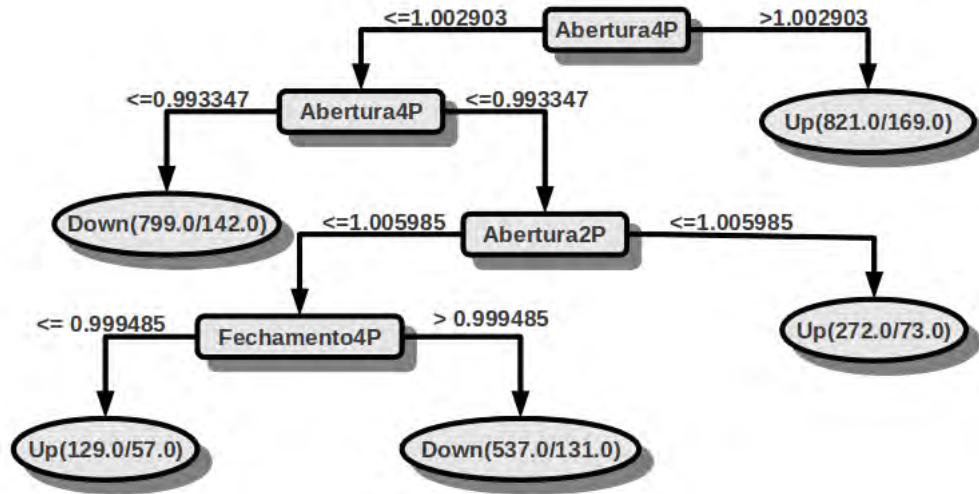 <=1.002903
Abertura4P
>1.002903
<=0.993347
Abertura4P
<=0.993347
Up(821.0/169.0)
Down(799.0/142.0)
<=1.005985
Abertura2P
<=1.005985
<= 0.999485
Fechamento4P
> 0.999485
Up(272.0/73.0)
Up(129.0/57.0)
Down(537.0/131.0)